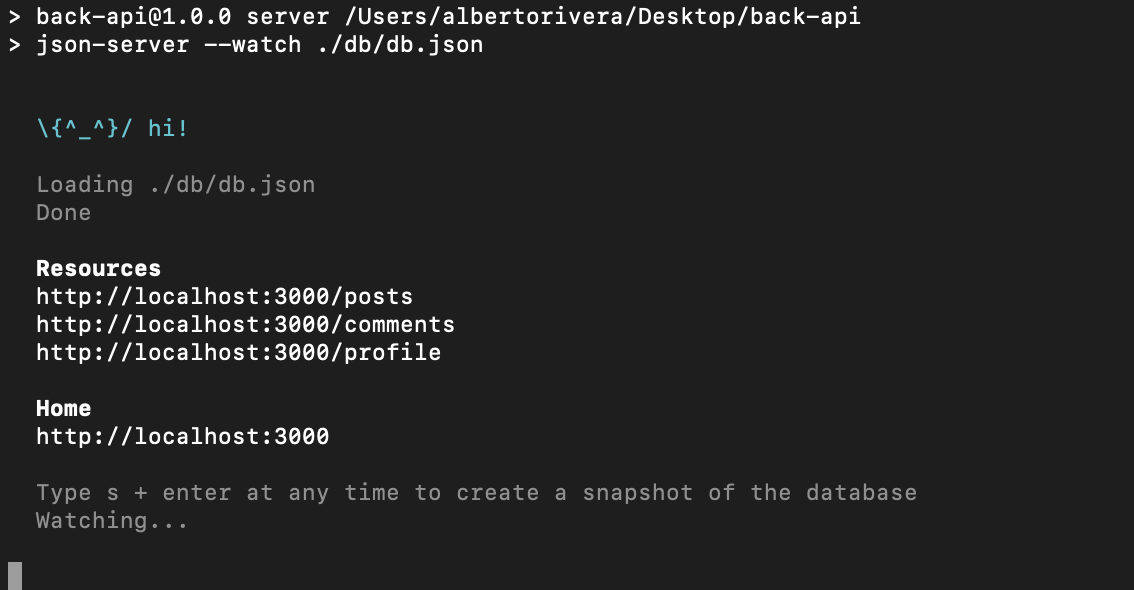 > back-api@1.0.0 server /Users/albertorivera/Desktop/back-api
> json-server --watch ./db/db.json
\{^_^}/ hi!
Loading ./db/db.json
Done
Resources
http://localhost:3000/posts
http://localhost:3000/comments
http://localhost:3000/profile
Home
http://localhost:3000
Type s + enter at any time to create a snapshot of the database
Watching...